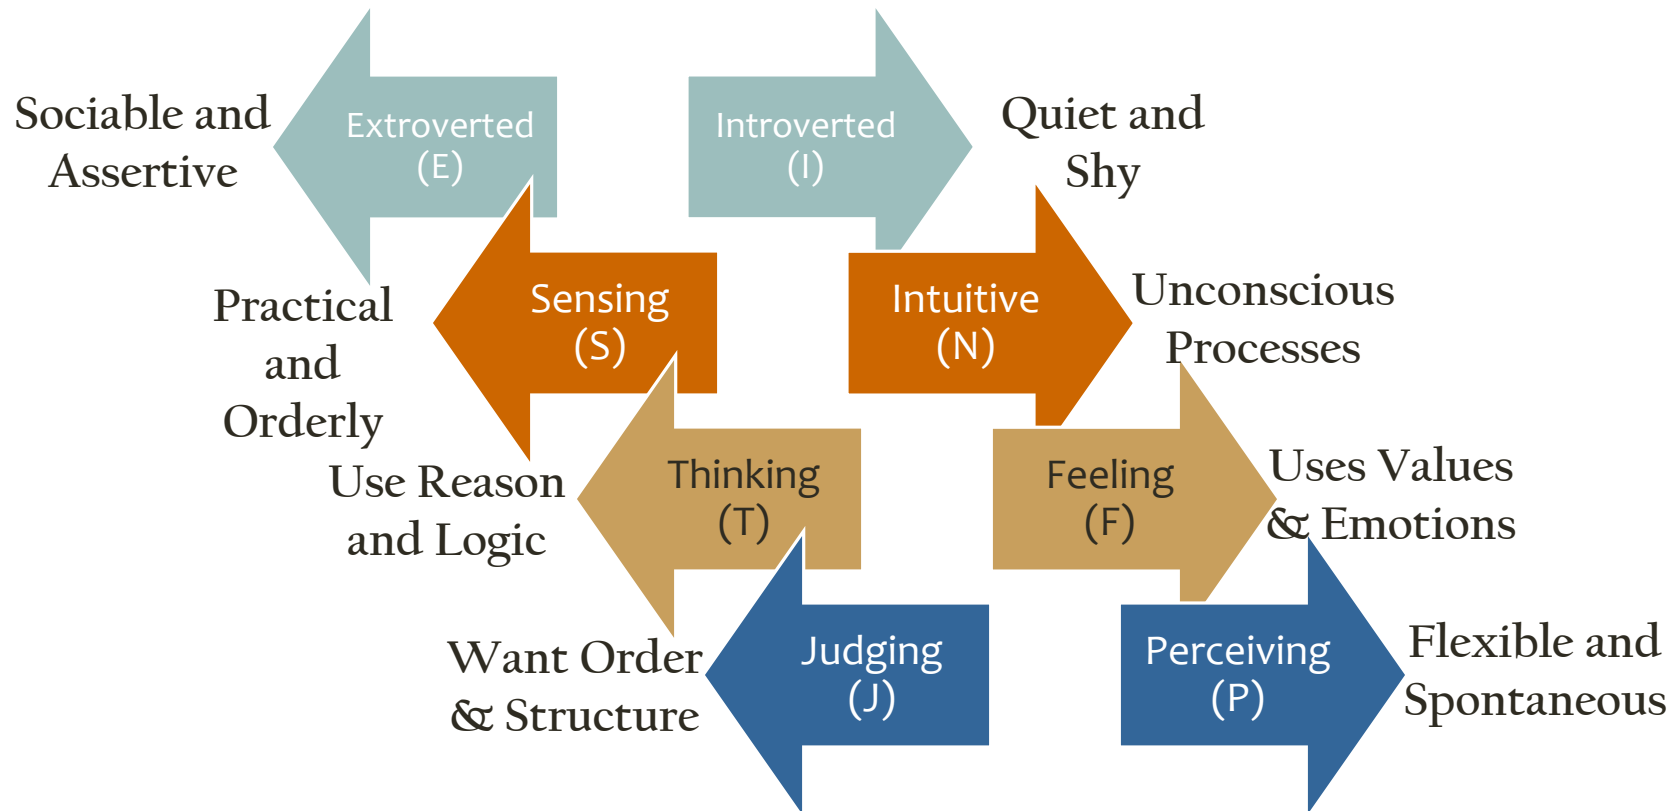 Sociable and
Assertive
Extroverted
(E)
Introverted
(I)
Quiet and
Shy
Practical
and
Orderly
Sensing
(S)
Intuitive
(N)
Unconscious
Processes
Use Reason
and Logic
Thinking
(T)
Feeling
(F)
Uses Values
& Emotions
Want Order
& Structure
Judging
(J)
Perceiving
(P)
Flexible and
Spontaneous